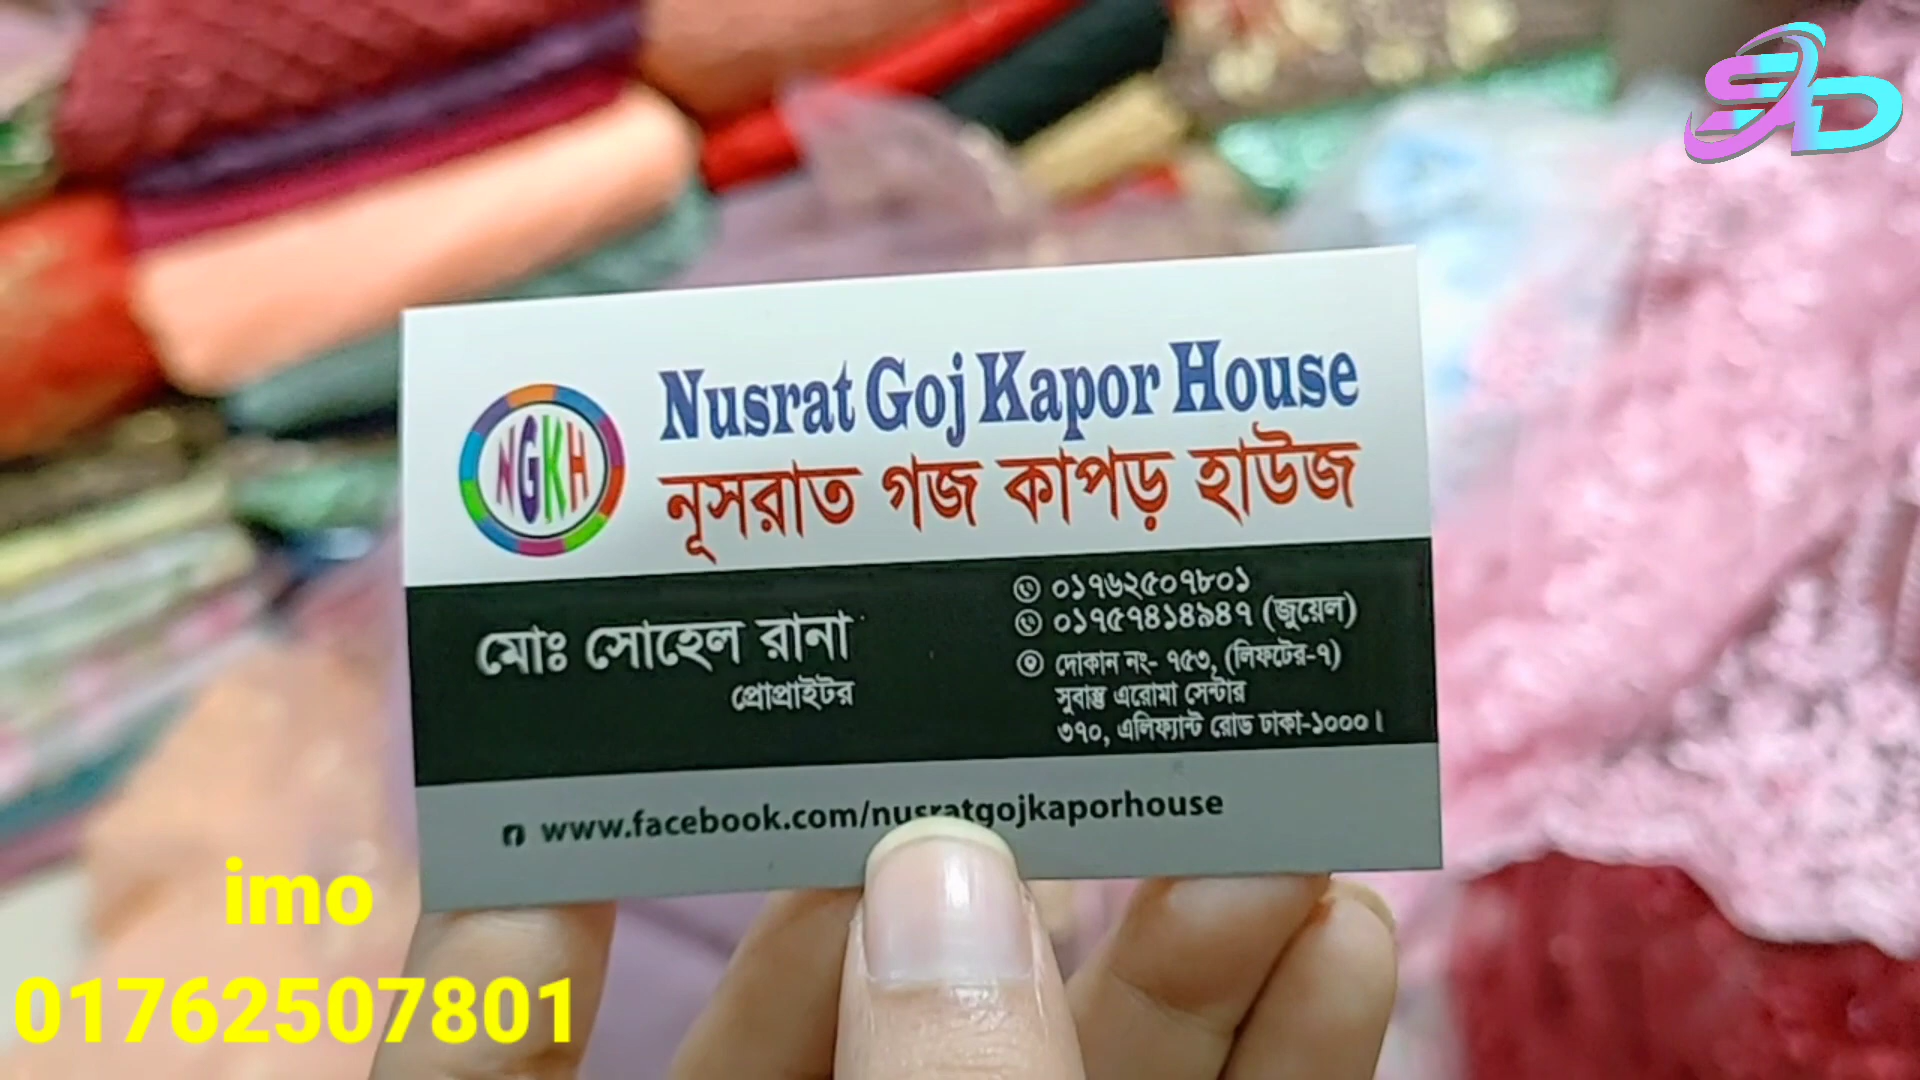 SD
NGKH
Nusrat Goj Kapor House
নূসরাত গজ কাপড় হাউজ
মোঃ সোহেল রানা
প্রোপ্রাইটর
০১৭৬২৫০৭৮০১
০১৭৫৭৪১৪৯৪৭ (জুয়েল)
দোকান নং- ৭৫৩, (লিফটের-৭)
সুবাস্তু এরোমা সেন্টার
৩৭০, এলিফ্যান্ট রোড ঢাকা-১০০০।
www.facebook.com/nusratgojkaporhouse
imo
01762507801